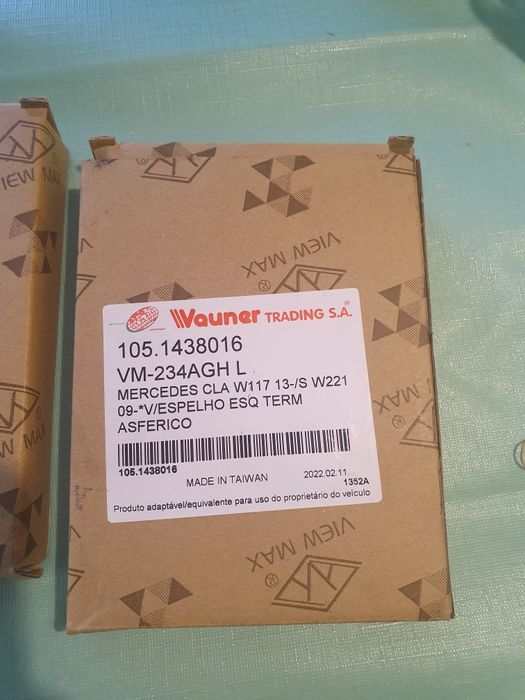 VIEW MAX
®
VIEW MAX
®
Wauner TRADING S.A.®
105.1438016
VM-234AGH L
MERCEDES CLA W117 13-/S W221
09-*V/ESPELHO ESQ TERM
ASFERICO
105.1438016
MADE IN TAIWAN
2022.02.11
1352A
Produto adaptável/equivalente para uso do proprietário do veículo
VIEW MAX
VIEW MAX
®